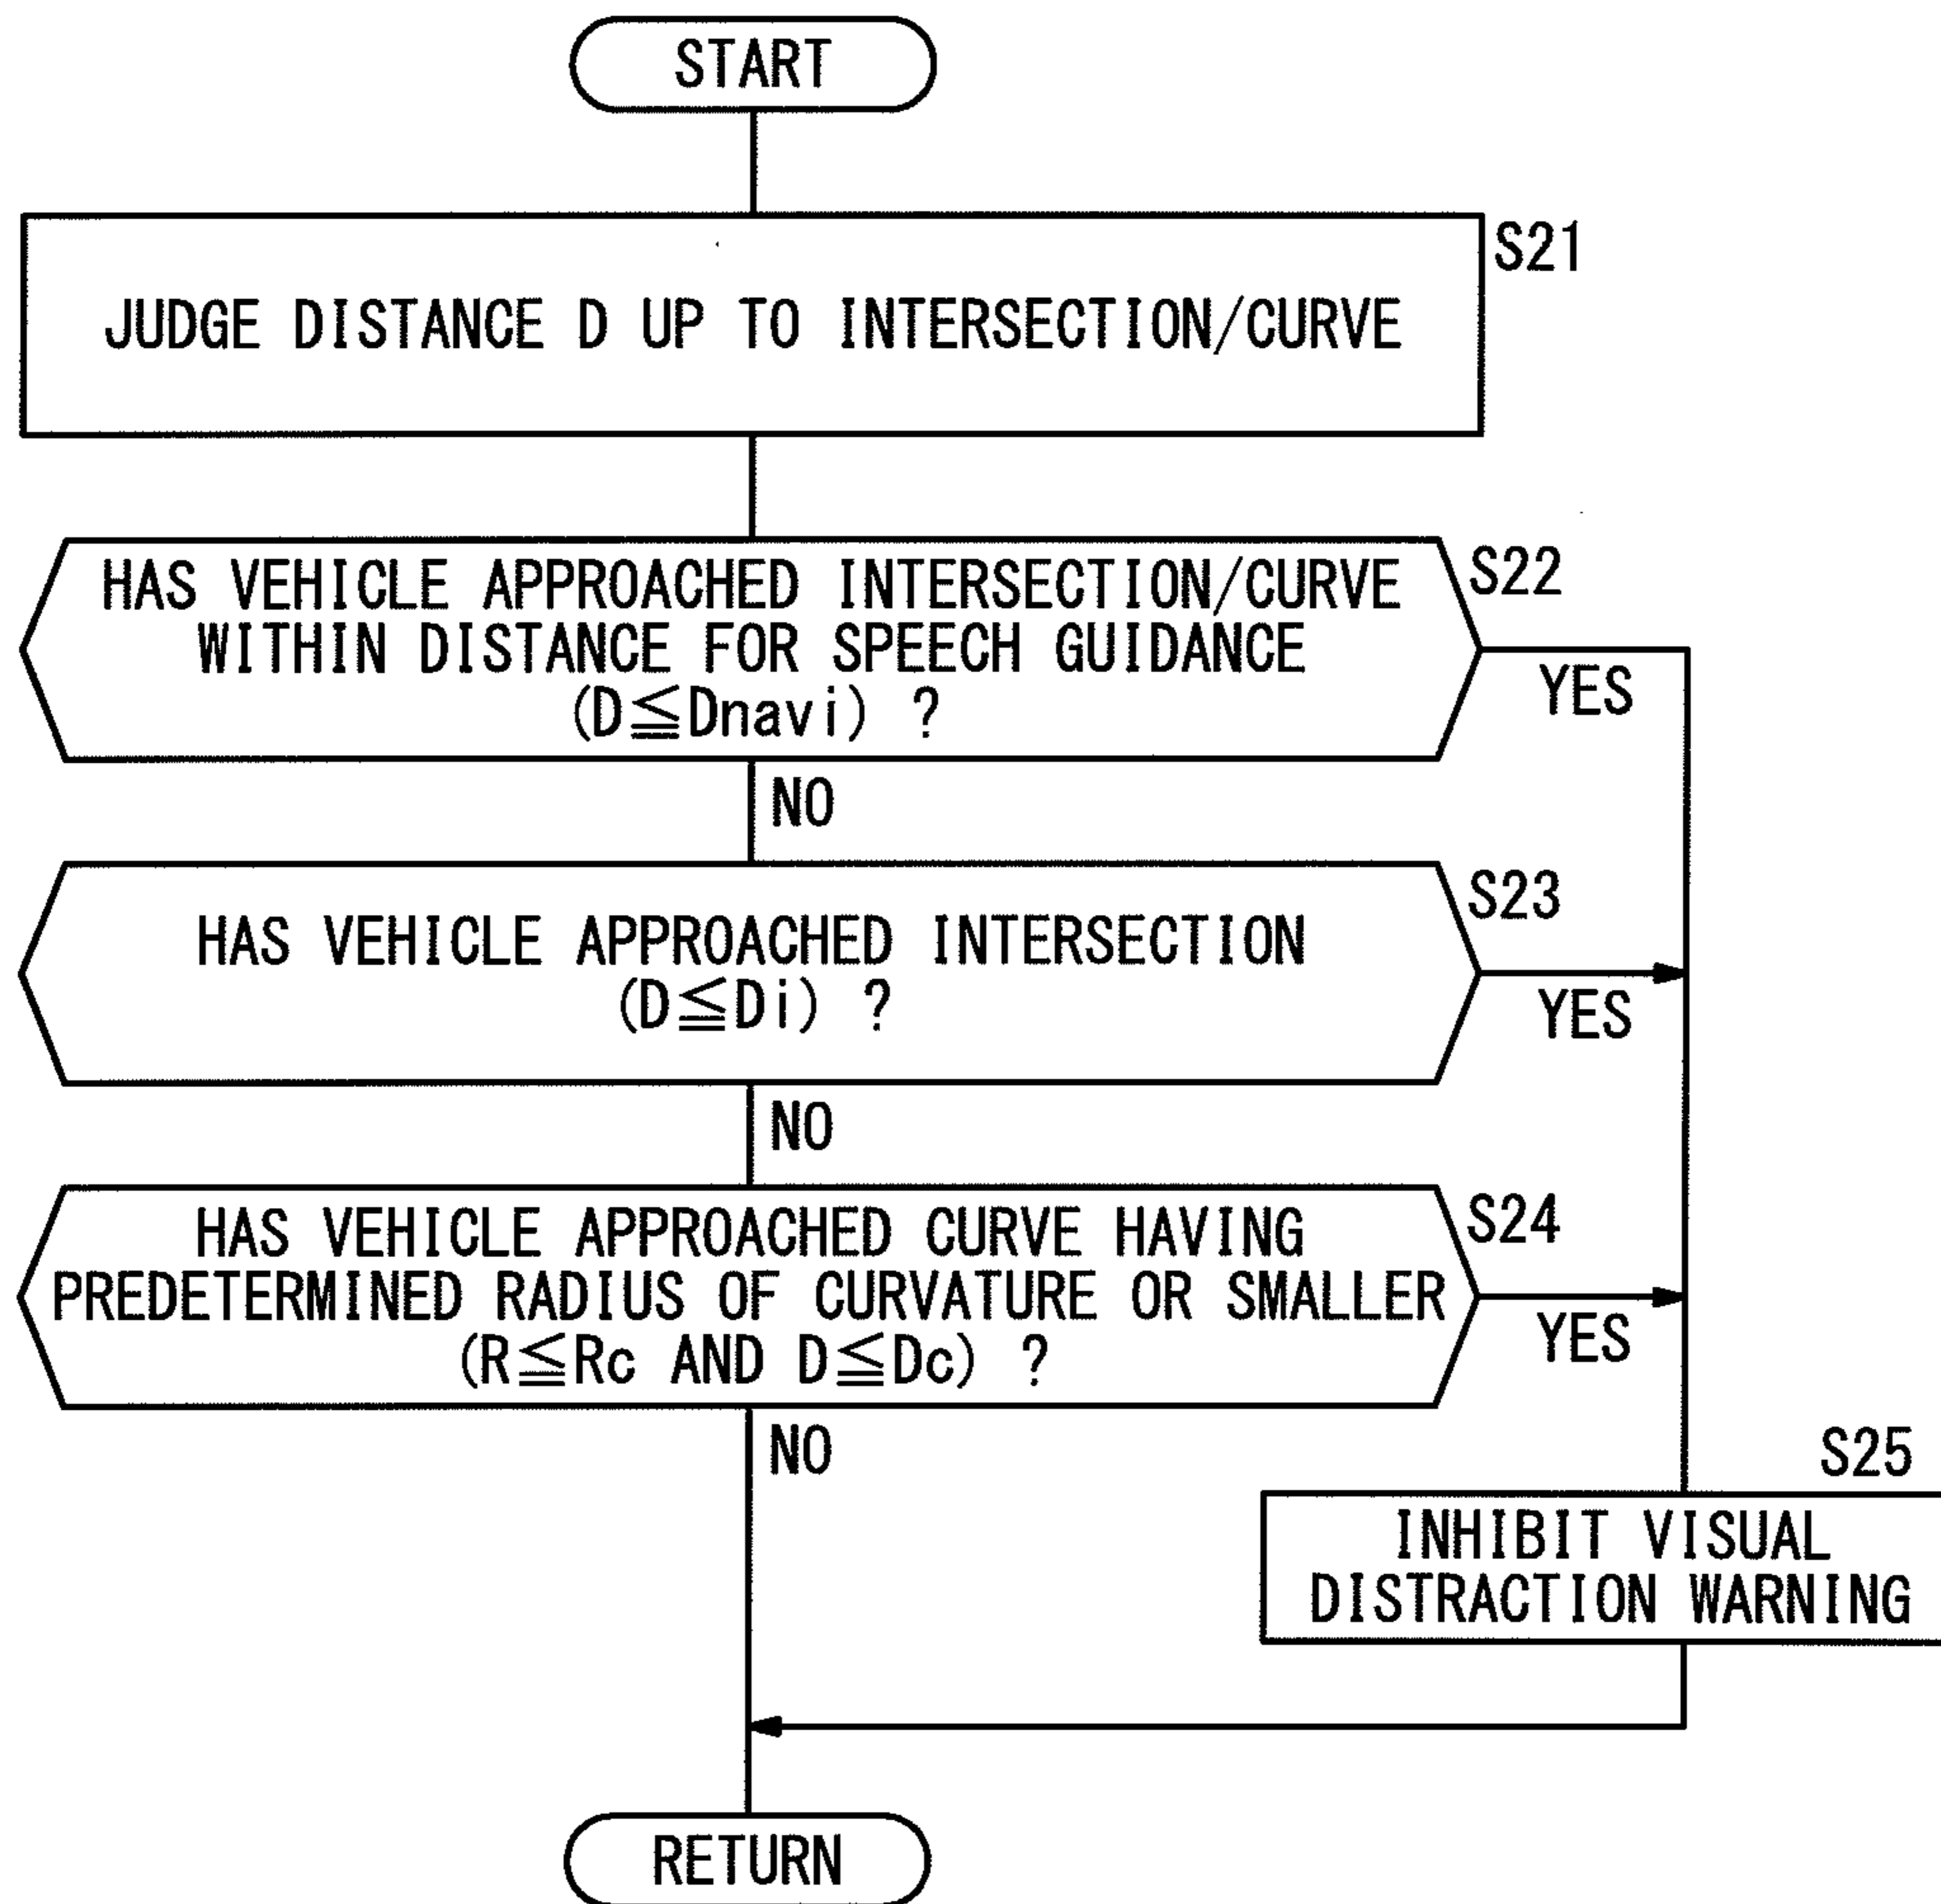 START
S21
JUDGE DISTANCE D UP TO INTERSECTION/CURVE
HAS VEHICLE APPROACHED INTERSECTION/CURVE
WITHIN DISTANCE FOR SPEECH GUIDANCE
(D≦Dnavi) ?
S22
YES
NO
HAS VEHICLE APPROACHED INTERSECTION
(D≦Di) ?
S23
YES
NO
HAS VEHICLE APPROACHED CURVE HAVING
PREDETERMINED RADIUS OF CURVATURE OR SMALLER
(R≦Rc AND D≦Dc) ?
S24
YES
NO
S25
INHIBIT VISUAL
DISTRACTION WARNING
RETURN